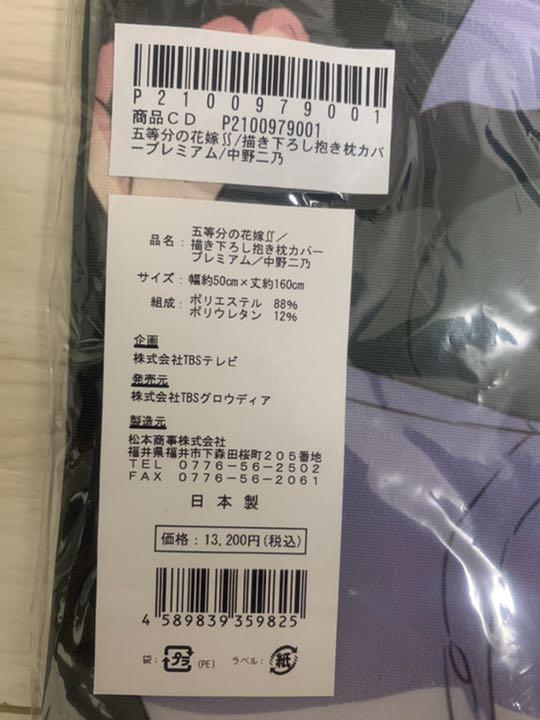 P2100979001
商品CD P2100979001
五等分の花嫁∬/描き下ろし抱き枕カバ
ープレミアム/中野二乃
品名:
五等分の花嫁∬/
描き下ろし抱き枕カバー
プレミアム/中野二乃
サイズ:幅約50cm×丈約160cm
組成:ポリエステル 88%
ポリウレタン 12%
企画
株式会社TBSテレビ
発売元
株式会社TBSグロウディア
製造元
松本商事株式会社
福井県福井市下森田桜町205番地
TEL 0776-56-2502
FAX 0776-56-2061
日本製
価格:13,200円(税込)
4 589839 359825
袋: プラ (PE) ラベル: 紙